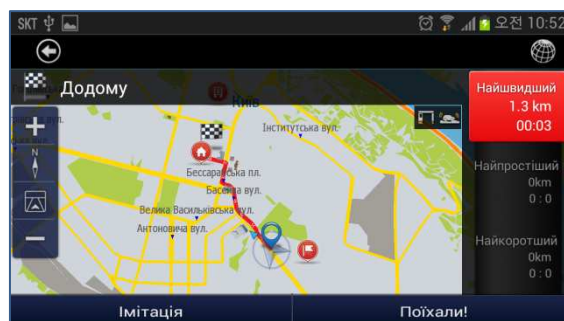 SKT
오전 10:52
Додому
Київ
Інститутська вул.
Бессарабська пл.
Басейна вул.
Велика Васильківська вул.
Антоновича вул.
N
Найшвидший
1.3 km
00:03
Найпростіший
0km
0 : 0
Найкоротший
0km
0 : 0
Імітація
Поїхали!